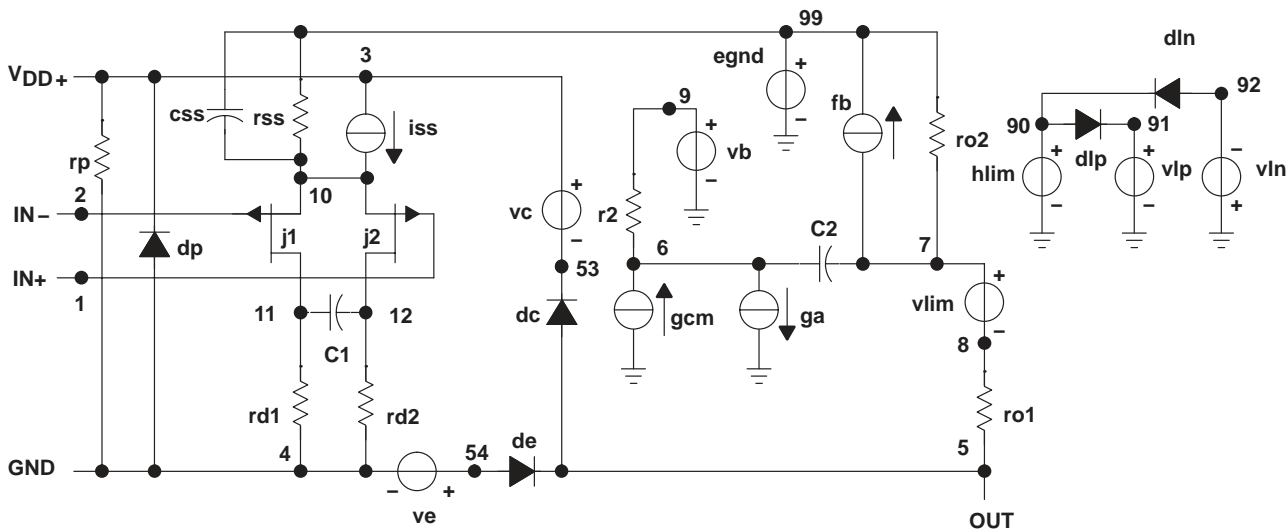 99
3
egnd
+
−
dln
V_DD+
css
rss
iss
fb
ro2
9
vb
+
−
92
90
91
dlp
hlim
+
−
vlp
+
−
vln
−
+
rp
2
IN −
10
j1
j2
dp
IN+
1
vc
+
−
53
dc
r2
6
C2
7
gcm
ga
vlim
+
−
8
11
12
C1
rd1
rd2
ro1
5
GND
4
−
+
ve
54
de
OUT